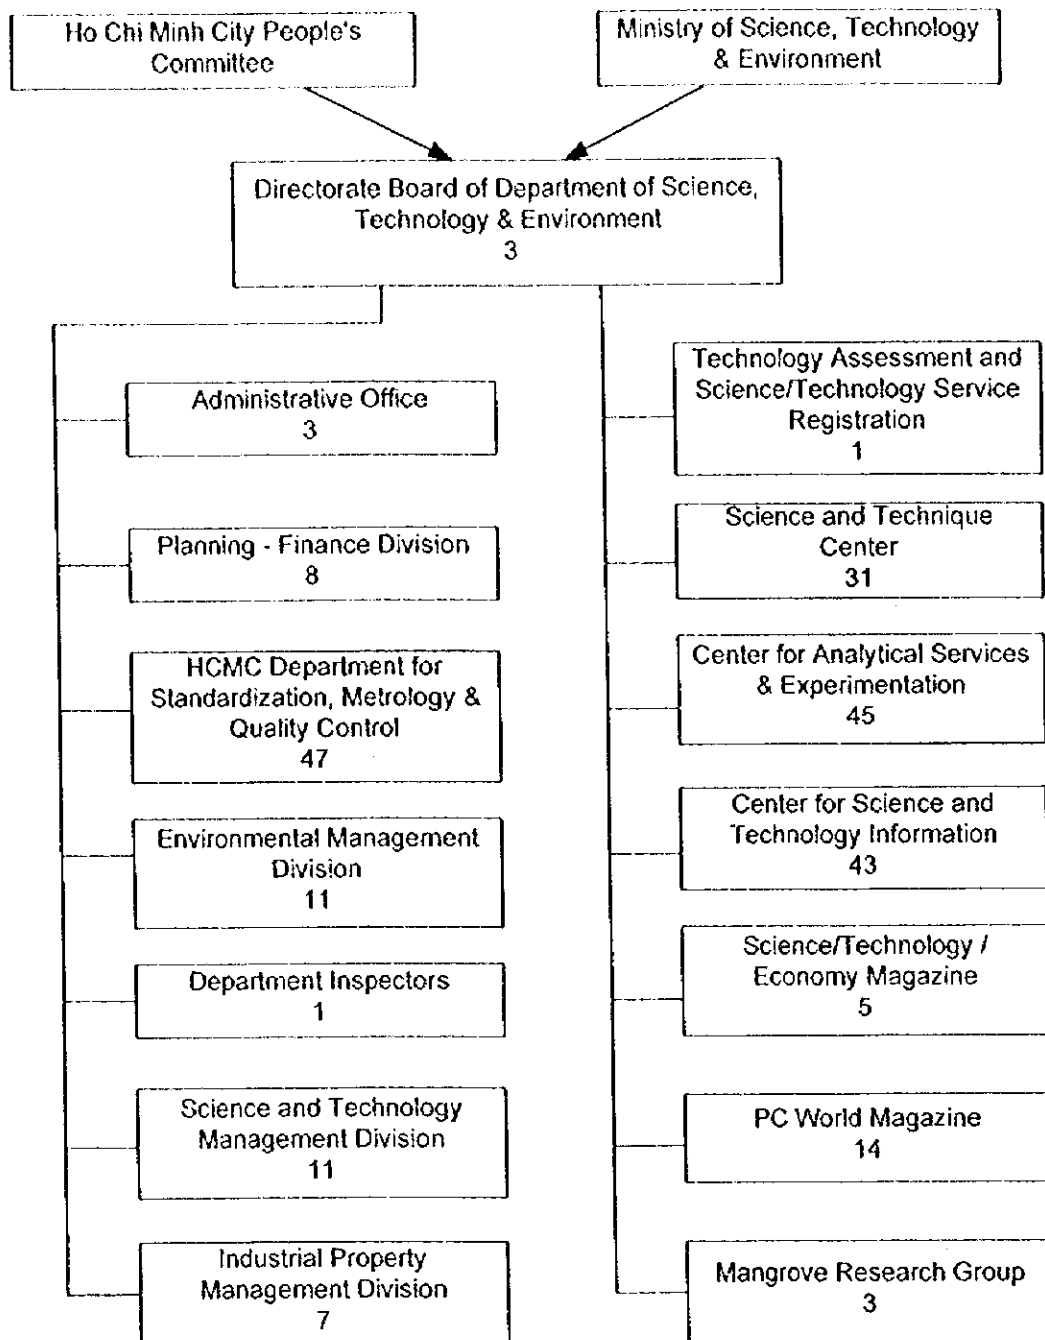 Ho Chi Minh City People's
Committee
Ministry of Science, Technology
& Environment
Directorate Board of Department of Science,
Technology & Environment
3
Administrative Office
3
Planning - Finance Division
8
HCMC Department for
Standardization, Metrology &
Quality Control
47
Environmental Management
Division
11
Department Inspectors
1
Science and Technology
Management Division
11
Industrial Property
Management Division
7
Technology Assessment and
Science/Technology Service
Registration
1
Science and Technique
Center
31
Center for Analytical Services
& Experimentation
45
Center for Science and
Technology Information
43
Science/Technology /
Economy Magazine
5
PC World Magazine
14
Mangrove Research Group
3